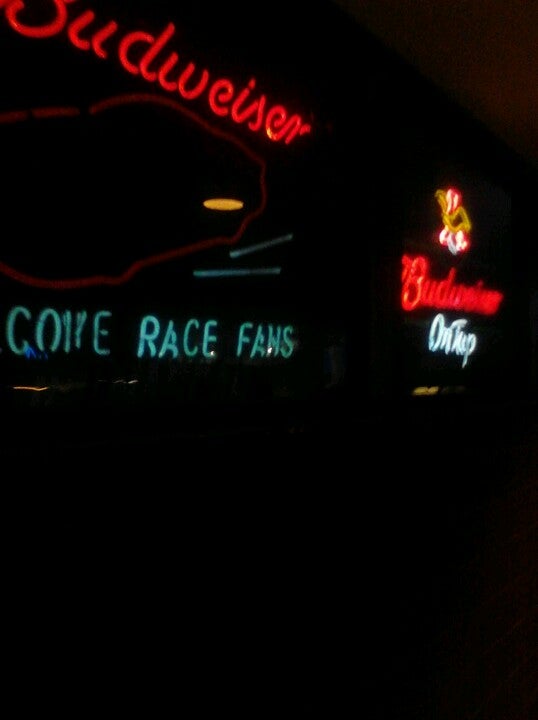 Budweiser
COME RACE FANS
Budweiser
On Tap